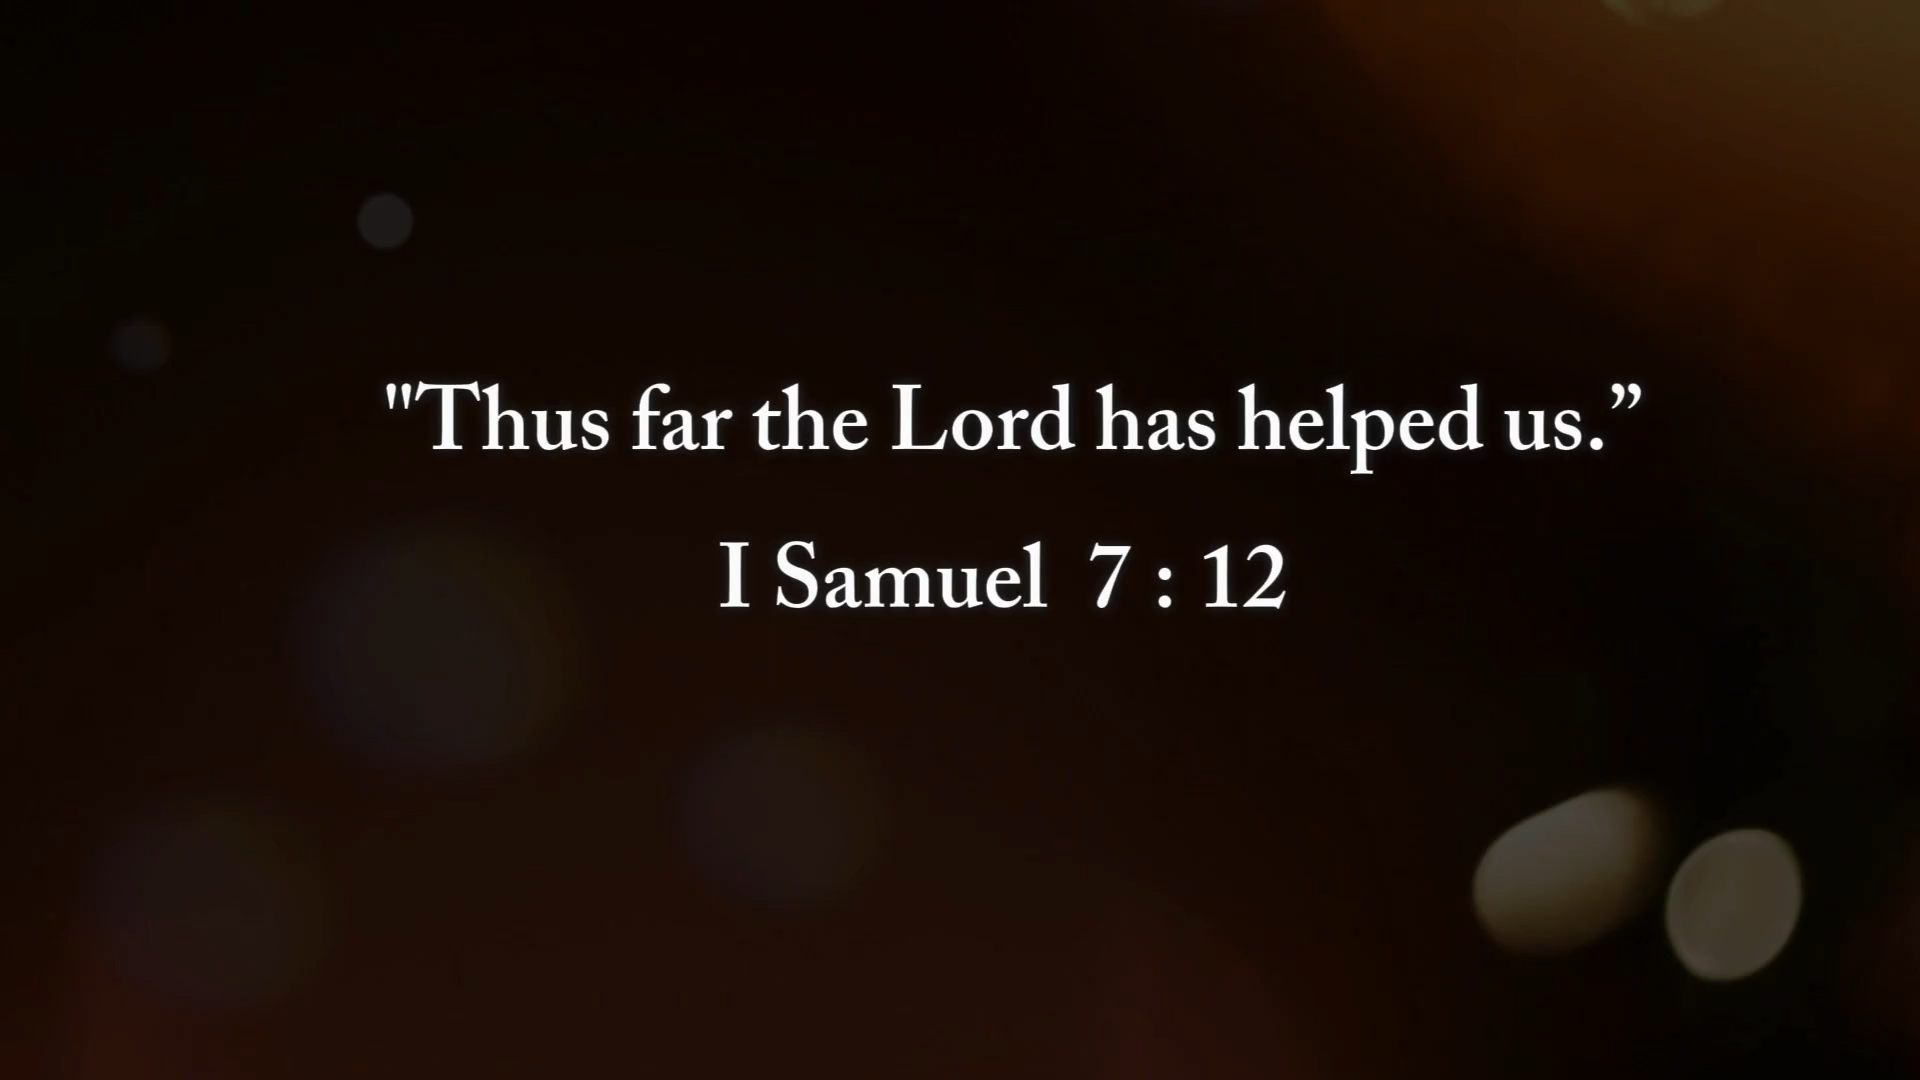 "Thus far the Lord has helped us.”
I Samuel  7 : 12